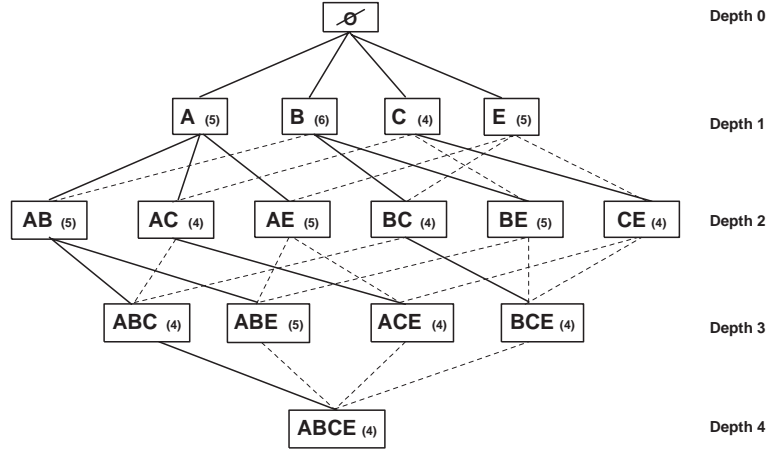 Ø Depth 0
A (5) B (6) C (4) E (5) Depth 1
AB (5) AC (4) AE (5) BC (4) BE (5) CE (4) Depth 2
ABC (4) ABE (5) ACE (4) BCE (4) Depth 3
ABCE (4) Depth 4